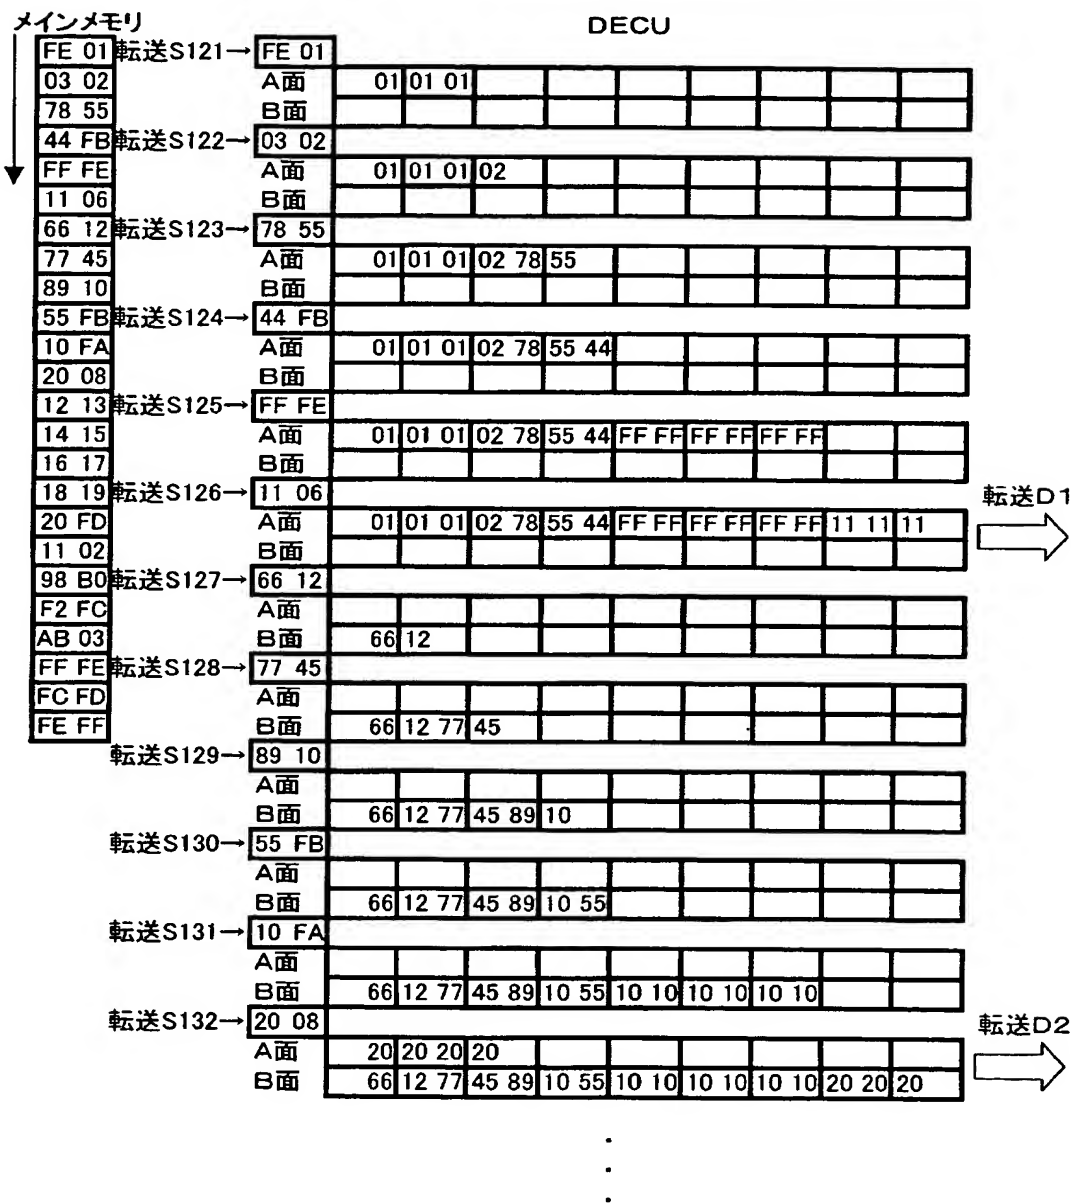 メインメモリ
DECU
FE 01 転送S121→ FE 01
03 02 A面 01 01 01
78 55 B面
44 FB 転送S122→ 03 02
FF FE A面 01 01 01 02
11 06 B面
66 12 転送S123→ 78 55
77 45 A面 01 01 01 02 78 55
89 10 B面
55 FB 転送S124→ 44 FB
10 FA A面 01 01 01 02 78 55 44
20 08 B面
12 13 転送S125→ FF FE
14 15 A面 01 01 01 02 78 55 44 FF FF FF FF FF FF
16 17 B面
18 19 転送S126→ 11 06 転送D1
20 FD A面 01 01 01 02 78 55 44 FF FF FF FF FF FF 11 11 11
11 02 B面
98 B0 転送S127→ 66 12
F2 FC A面
AB 03 B面 66 12
FF FE 転送S128→ 77 45
FC FD A面
FE FF B面 66 12 77 45
転送S129→ 89 10
A面
B面 66 12 77 45 89 10
転送S130→ 55 FB
A面
B面 66 12 77 45 89 10 55
転送S131→ 10 FA
A面
B面 66 12 77 45 89 10 55 10 10 10 10 10 10
転送S132→ 20 08 転送D2
A面 20 20 20 20
B面 66 12 77 45 89 10 55 10 10 10 10 10 10 20 20 20